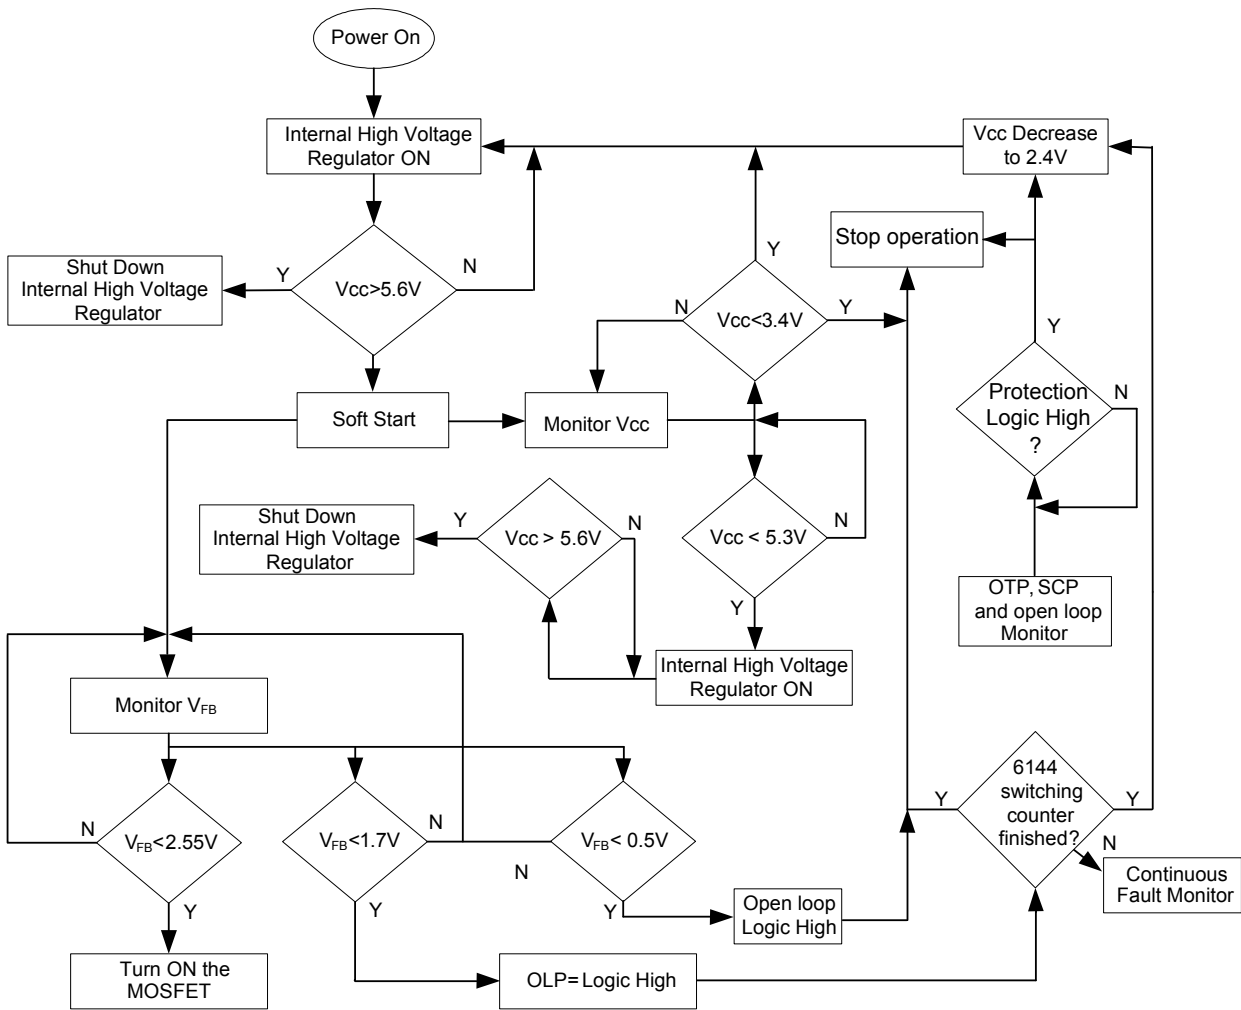 Power On
Internal High Voltage
Regulator ON
Vcc Decrease
to 2.4V
Stop operation
Shut Down
Internal High Voltage
Regulator
Y
Vcc>5.6V
N
Y
N
Vcc<3.4V
Y
Y
Protection
Logic High
?
N
Soft Start
Monitor Vcc
Shut Down
Internal High Voltage
Regulator
Y
Vcc > 5.6V
N
Vcc < 5.3V
N
Y
OTP, SCP
and open loop
Monitor
Internal High Voltage
Regulator ON
Monitor VFB
N
VFB<2.55V
Y
VFB<1.7V
N
Y
N
VFB< 0.5V
Y
Y
6144
switching
counter
finished?
Y
N
Continuous
Fault Monitor
Open loop
Logic High
Turn ON the
MOSFET
OLP=Logic High